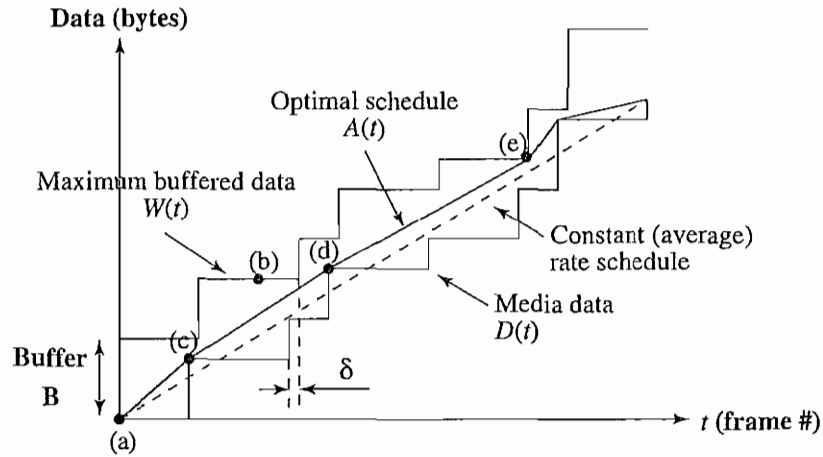 Data (bytes)
Optimal schedule
A(t)
(e)
Maximum buffered data
W(t)
(b)
(d)
Constant (average)
rate schedule
(c)
Media data
D(t)
Buffer
B
δ
t (frame #)
(a)